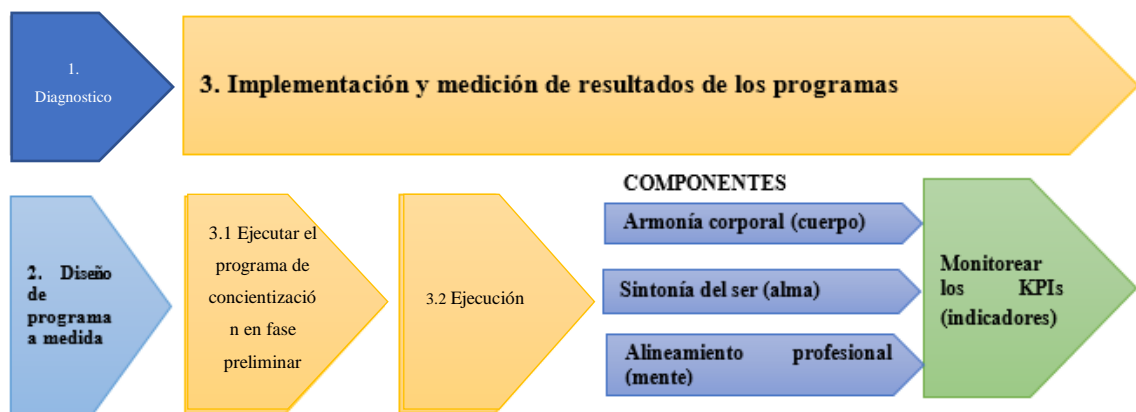 1.
Diagnostico
3. Implementación y medición de resultados de los programas
2. Diseño
de
programa
a medida
3.1 Ejecutar el
programa de
concientizació
n en fase
preliminar
3.2 Ejecución
COMPONENTES
Armonía corporal (cuerpo)
Sintonía del ser (alma)
Alineamiento profesional
(mente)
Monitorear
los KPIs
(indicadores)